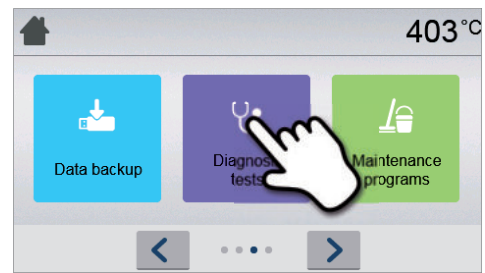 403 °C
Data backup
Diagnos
tests
Maintenance
programs